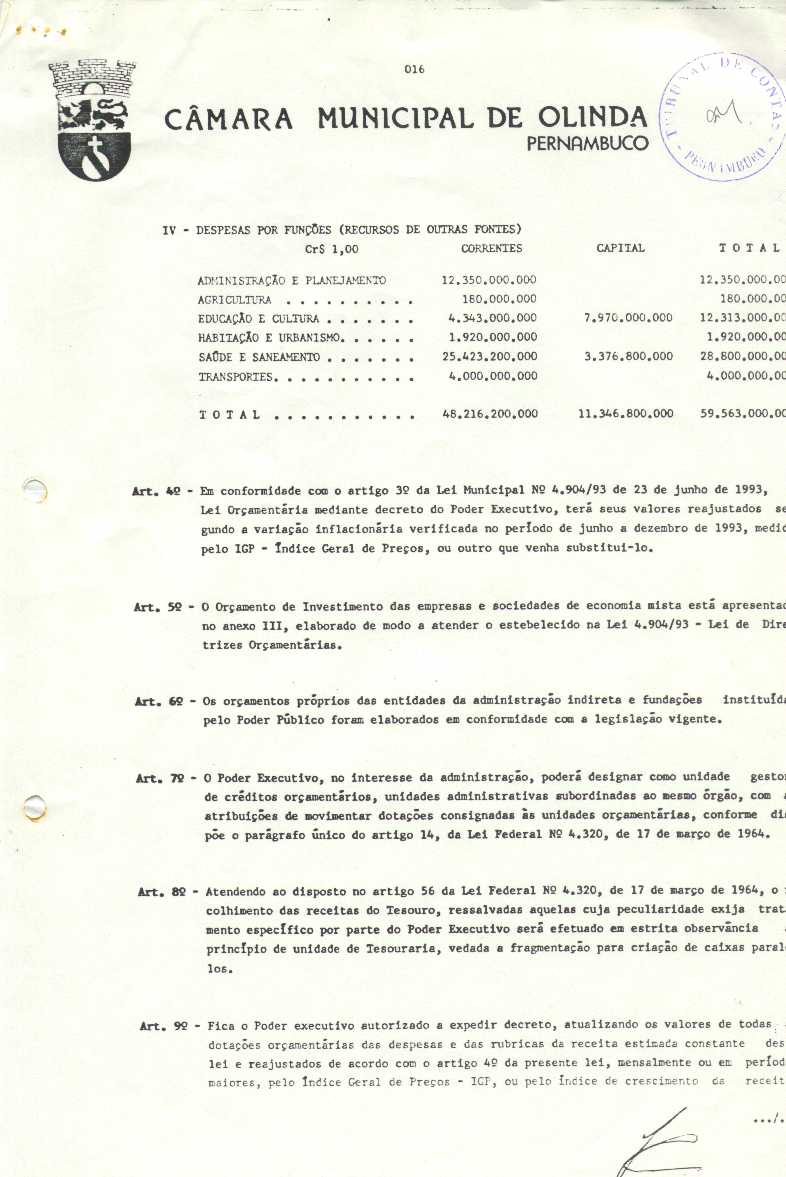 016
TRIBUNAL DE CONTAS
- PERNAMBUCO -
CÂMARA MUNICIPAL DE OLINDA
PERNAMBUCO
IV - DESPESAS POR FUNÇÕES (RECURSOS DE OUTRAS FONTES)
Cr$ 1,00 CORRENTES CAPITAL T O T A L
ADMINISTRAÇÃO E PLANEJAMENTO 12.350.000.000 12.350.000.00
AGRICULTURA . . . . . . . . . . 180.000.000 180.000.00
EDUCAÇÃO E CULTURA . . . . . . . 4.343.000.000 7.970.000.000 12.313.000.00
HABITAÇÃO E URBANISMO. . . . . . 1.920.000.000 1.920.000.00
SAÚDE E SANEAMENTO . . . . . . . 25.423.200.000 3.376.800.000 28.800.000.00
TRANSPORTES. . . . . . . . . . . 4.000.000.000 4.000.000.00
T O T A L . . . . . . . . . . . 48.216.200.000 11.346.800.000 59.563.000.00
Art. 4º - Em conformidade com o artigo 3º da Lei Municipal Nº 4.904/93 de 23 de junho de 1993,
Lei Orçamentária mediante decreto do Poder Executivo, terá seus valores reajustados se
gundo a variação inflacionária verificada no período de junho a dezembro de 1993, medid
pelo IGP - Índice Geral de Preços, ou outro que venha substitui-lo.
Art. 5º - O Orçamento de Investimento das empresas e sociedades de economia mista está apresentad
no anexo III, elaborado de modo a atender o estebelecido na Lei 4.904/93 - Lei de Dire
trizes Orçamentárias.
Art. 6º - Os orçamentos próprios das entidades da administração indireta e fundações instituída
pelo Poder Público foram elaborados em conformidade com a legislação vigente.
Art. 7º - O Poder Executivo, no interesse da administração, poderá designar como unidade gestor
de créditos orçamentários, unidades administrativas subordinadas ao mesmo órgão, com a
atribuições de movimentar dotações consignadas às unidades orçamentárias, conforme dis
põe o parágrafo único do artigo 14, da Lei Federal Nº 4.320, de 17 de março de 1964.
Art. 8º - Atendendo ao disposto no artigo 56 da Lei Federal Nº 4.320, de 17 de março de 1964, o
colhimento das receitas do Tesouro, ressalvadas aquelas cuja peculiaridade exija trata
mento específico por parte do Poder Executivo será efetuado em estrita observância
princípio de unidade de Tesouraria, vedada a fragmentação para criação de caixas parale
los.
Art. 9º - Fica o Poder executivo autorizado a expedir decreto, atualizando os valores de todas
dotações orçamentárias das despesas e das rubricas da receita estimada constante des
lei e reajustados de acordo com o artigo 4º da presente lei, mensalmente ou em períod
maiores, pelo Índice Geral de Preços - IGP, ou pelo índice de crescimento da receit
.../.